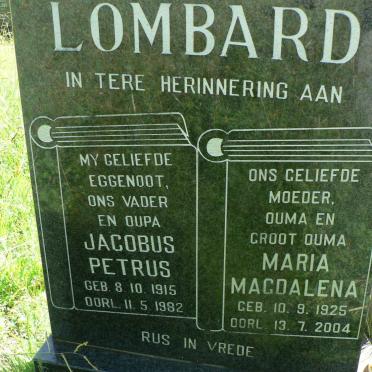 LOMBARD
IN TERE HERINNERING AAN
MY GELIEFDE
EGGENOOT,
ONS VADER
EN OUPA
JACOBUS
PETRUS
GEB. 8. 10. 1915
OORL. 11. 5. 1982
ONS GELIEFDE
MOEDER,
OUMA EN
GROOT OUMA
MARIA
MAGDALENA
GEB. 10. 9. 1925
OORL. 13. 7. 2004
RUS IN VREDE